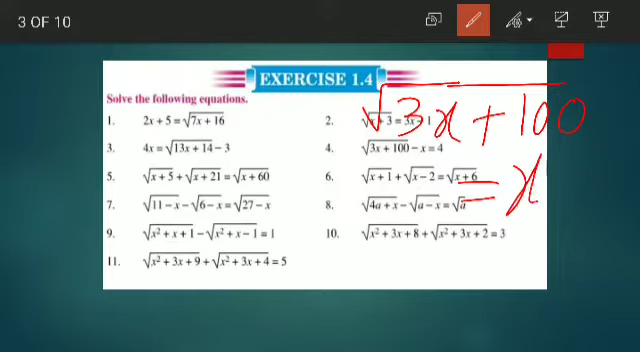 3 OF 10
EXERCISE 1.4
Solve the following equations.
1. 2x + 5 = √(7x + 16)
2. √(x + 3) = 3x − 1
3. 4x = √(13x + 14) − 3
4. √(3x + 100) − x = 4
5. √(x + 5) + √(x + 21) = √(x + 60)
6. √(x + 1) + √(x − 2) = √(x + 6)
7. √(11 − x) − √(6 − x) = √(27 − x)
8. √(4a + x) − √(a − x) = √a
9. √(x² + x + 1) − √(x² + x − 1) = 1
10. √(x² + 3x + 8) + √(x² + 3x + 2) = 3
11. √(x² + 3x + 9) + √(x² + 3x + 4) = 5
√(3x + 100)
= x